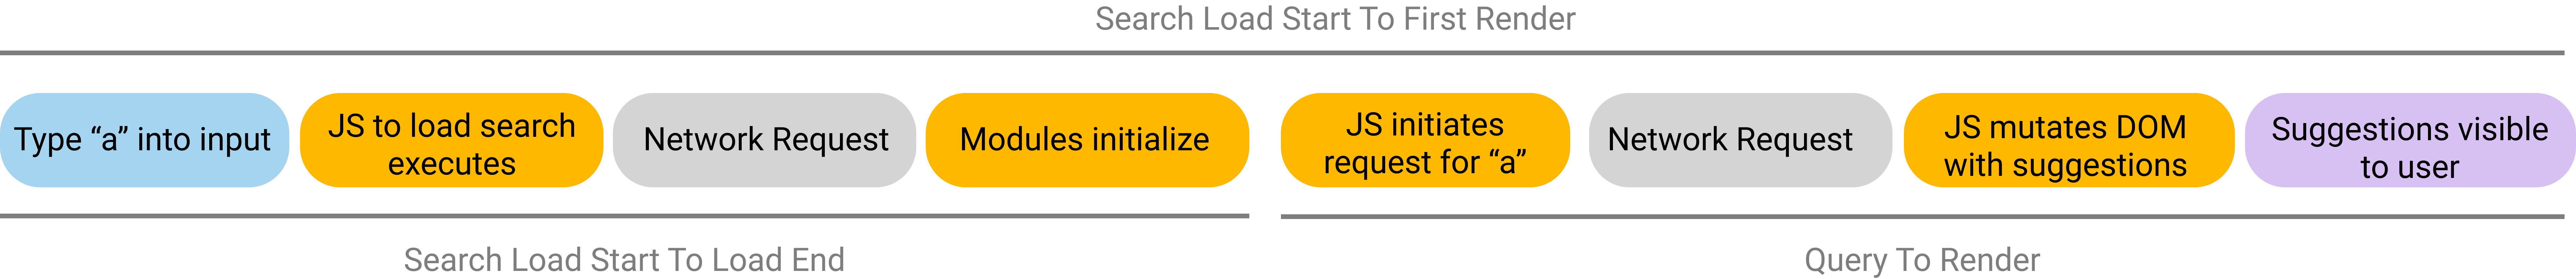 Search Load Start To First Render
Type “a” into input
JS to load search
executes
Network Request
Modules initialize
JS initiates
request for “a”
Network Request
JS mutates DOM
with suggestions
Suggestions visible
to user
Search Load Start To Load End
Query To Render